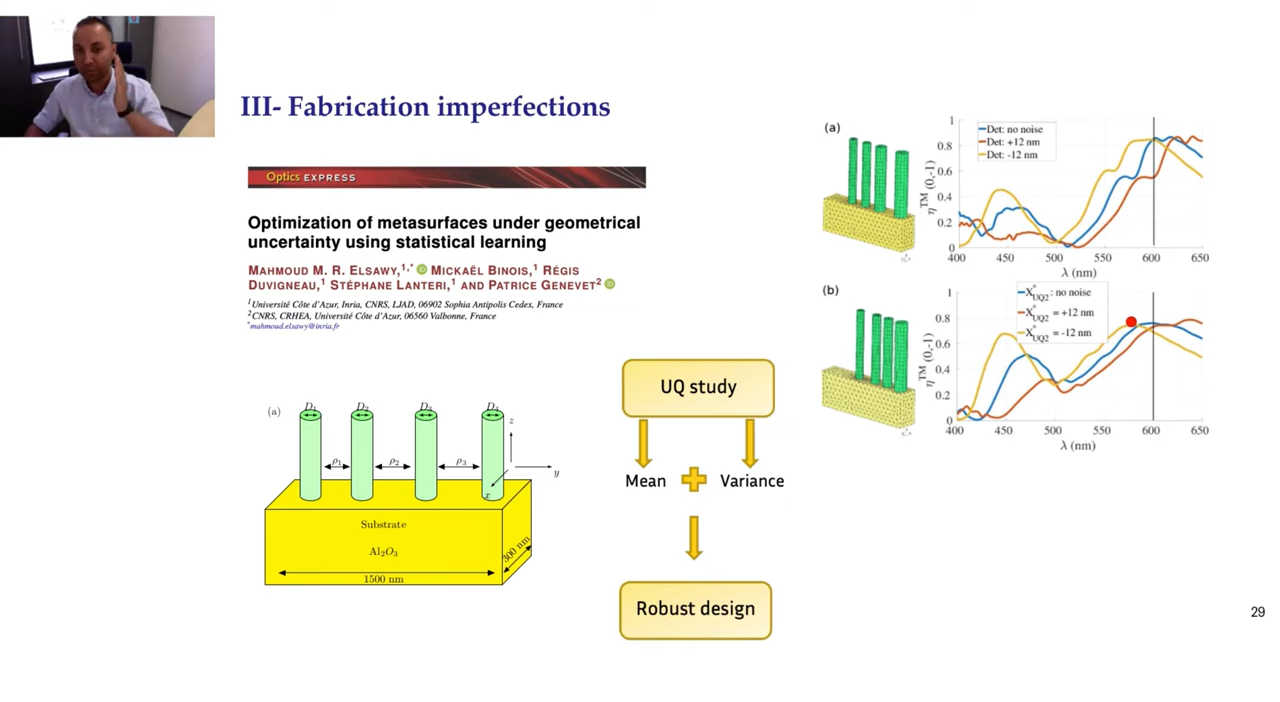 III- Fabrication imperfections
Optics EXPRESS
Optimization of metasurfaces under geometrical
uncertainty using statistical learning
MAHMOUD M. R. ELSAWY,1,* MICKAËL BINOIS,1 RÉGIS
DUVIGNEAU,1 STÉPHANE LANTERI,1 AND PATRICE GENEVET2
1Université Côte d'Azur, Inria, CNRS, LJAD, 06902 Sophia Antipolis Cedex, France
2CNRS, CRHEA, Université Côte d'Azur, 06560 Valbonne, France
*mahmoud.elsawy@inria.fr
(a)
D1 D2 D3 D4
ρ1 ρ2 ρ3
z
y
x
Substrate
Al2O3
300 nm
1500 nm
UQ study
Mean Variance
Robust design
(a)
Det: no noise
Det: +12 nm
Det: -12 nm
1
0.8
0.6
0.4
0.2
0
ηTM (0,-1)
400 450 500 550 600 650
λ (nm)
(b)
X*UQ2: no noise
X*UQ2 = +12 nm
X*UQ2 = -12 nm
1
0.8
0.6
0.4
0.2
0
ηTM (0,-1)
400 450 500 550 600 650
λ (nm)
29